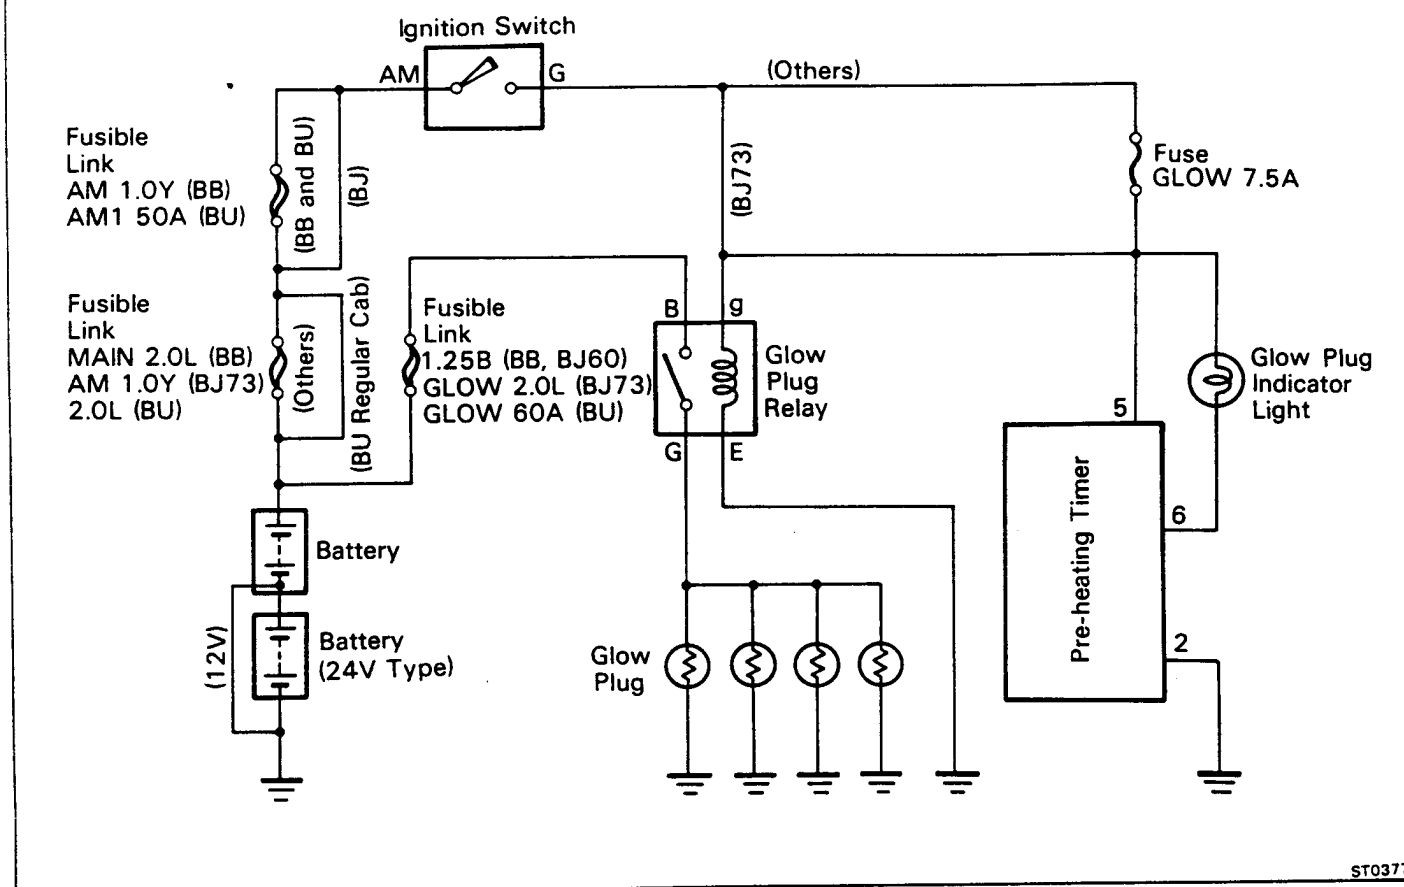 Ignition Switch
AM
G
(Others)
Fusible
Link
AM 1.0Y (BB)
AM1 50A (BU)
(BB and BU)
(BJ)
(BJ73)
Fuse
GLOW 7.5A
Fusible
Link
MAIN 2.0L (BB)
AM 1.0Y (BJ73)
2.0L (BU)
(Others)
(BU Regular Cab)
Fusible
Link
1.25B (BB, BJ60)
GLOW 2.0L (BJ73)
GLOW 60A (BU)
B
g
G
E
Glow
Plug
Relay
Glow Plug
Indicator
Light
5
6
2
Pre-heating Timer
Battery
Battery
(24V Type)
(12V)
Glow
Plug
ST0377